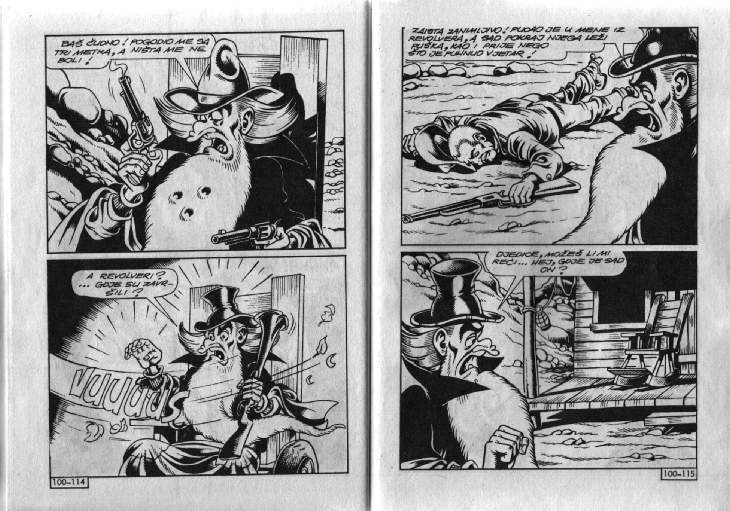 BAŠ ČUDNO! POGODIO ME SA
TRI METKA, A NIŠTA ME NE
BOLI!
A REVOLVERI?
... GDJE SU ZAVR-
ŠILI?
VUUUU
100-114
ZAISTA ZANIMLJIVO! PUCAO JE U MENE IZ
REVOLVERA, A SAD POKRAJ NJEGA LEŽI
PUŠKA, KAO I PRIJE NEGO
ŠTO JE PUHNUO VJETAR!
DJEDICE, MOŽEŠ LI MI
REĆI... HEJ, GDJE JE SAD
ON?
100-115